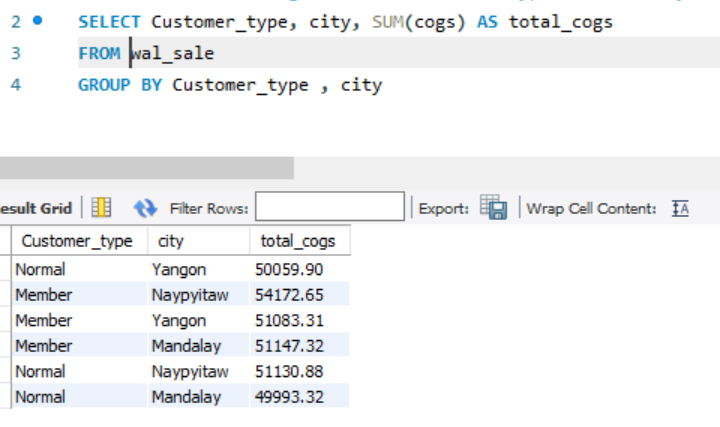 2 SELECT Customer_type, city, SUM(cogs) AS total_cogs
3 FROM wal_sale
4 GROUP BY Customer_type , city
esult Grid Filter Rows: Export: Wrap Cell Content: IA
Customer_type city total_cogs
Normal Yangon 50059.90
Member Naypyitaw 54172.65
Member Yangon 51083.31
Member Mandalay 51147.32
Normal Naypyitaw 51130.88
Normal Mandalay 49993.32